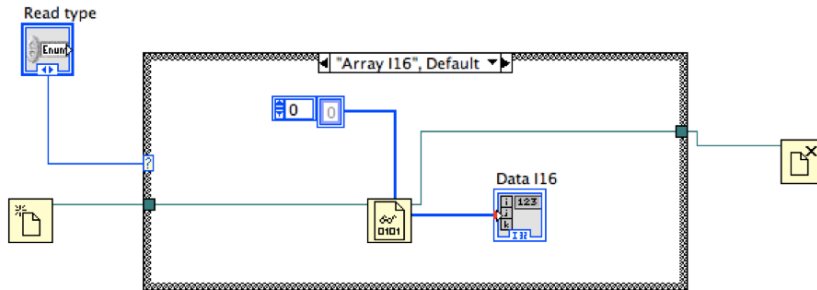 Read type
Enum
"Array I16", Default
?
0
0
Data I16
i
123
j
k
I32
0101